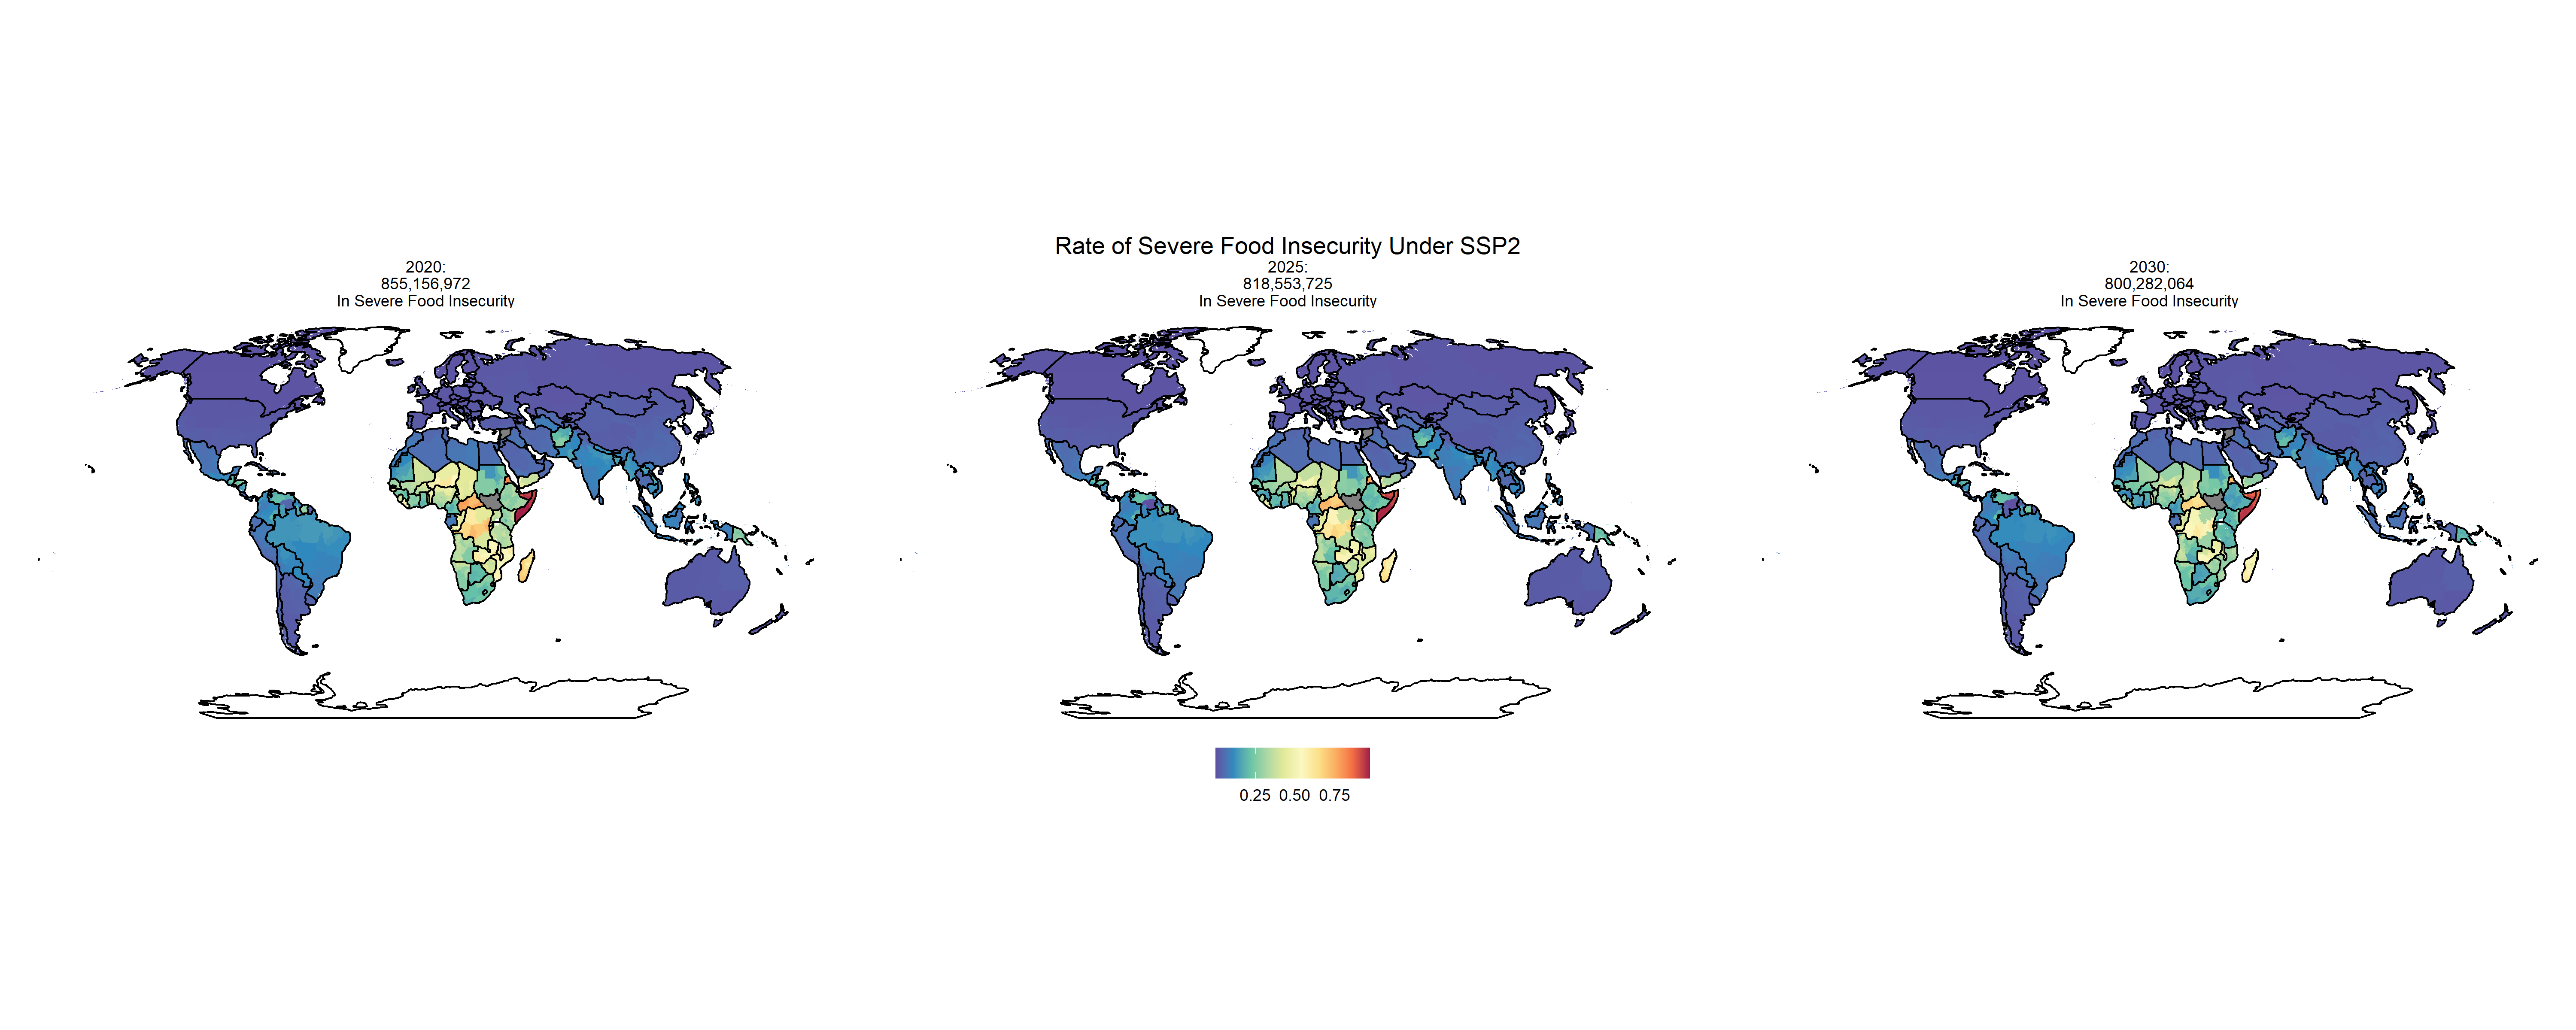 Rate of Severe Food Insecurity Under SSP2
2020:
855,156,972
In Severe Food Insecurity
2025:
818,553,725
In Severe Food Insecurity
2030:
800,282,064
In Severe Food Insecurity
0.25 0.50 0.75